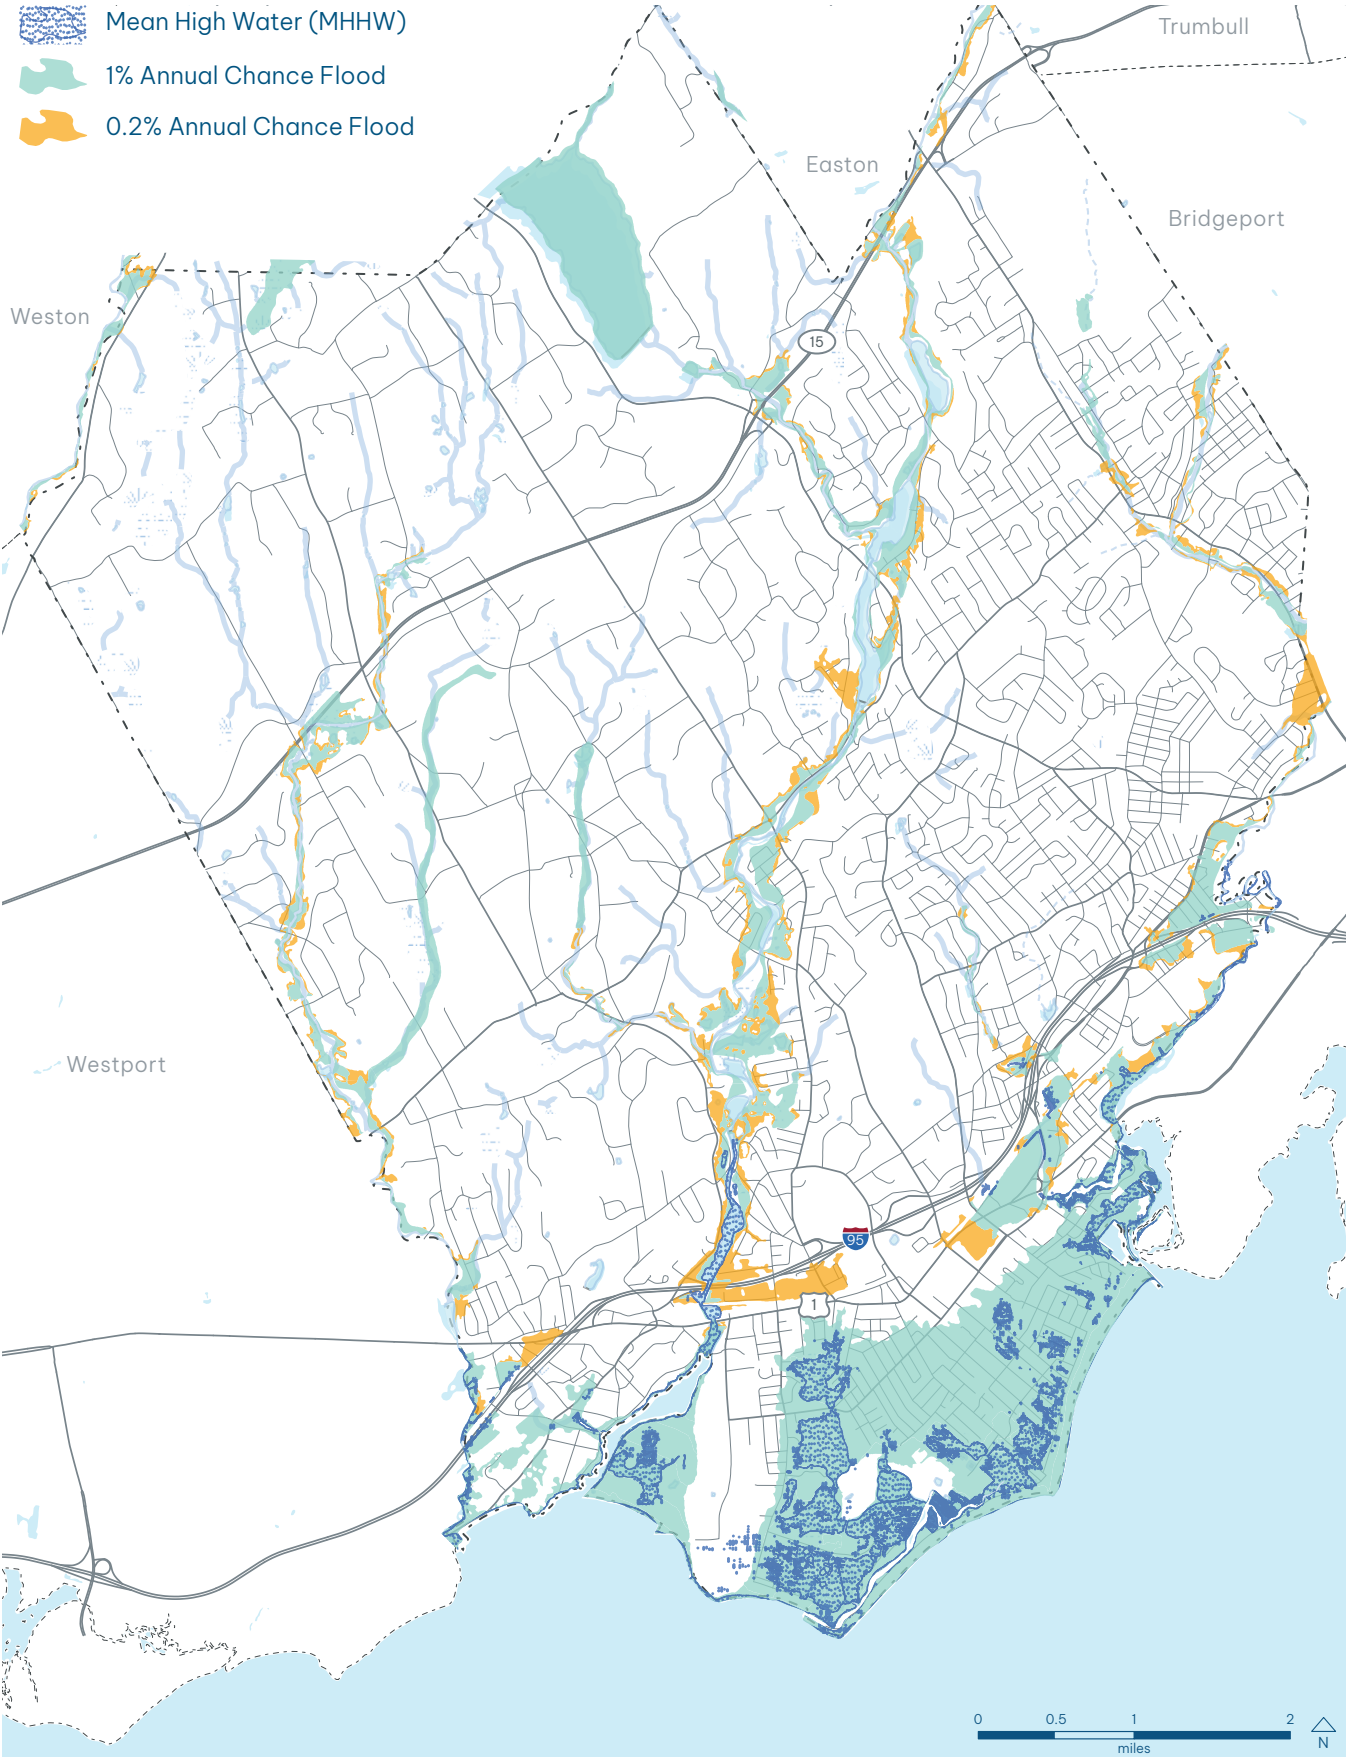 Mean High Water (MHHW)
1% Annual Chance Flood
0.2% Annual Chance Flood
Trumbull
Easton
Bridgeport
Weston
15
Westport
95
1
0 0.5 1 2
miles
N